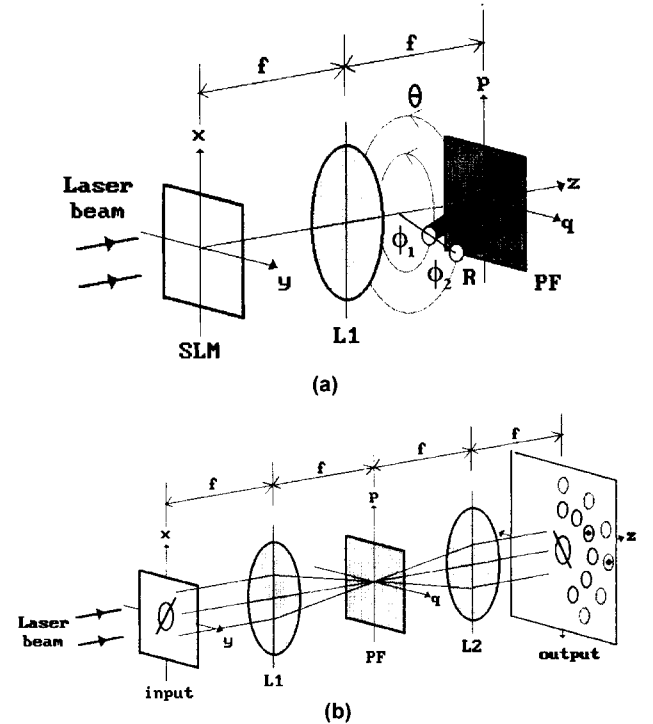 f
f
θ
p
x
Laser
beam
z
q
ϕ1
ϕ2
R
PF
y
L1
SLM
(a)
f
f
f
f
p
x
z
Laser
beam
q
y
PF
L2
L1
input
output
(b)